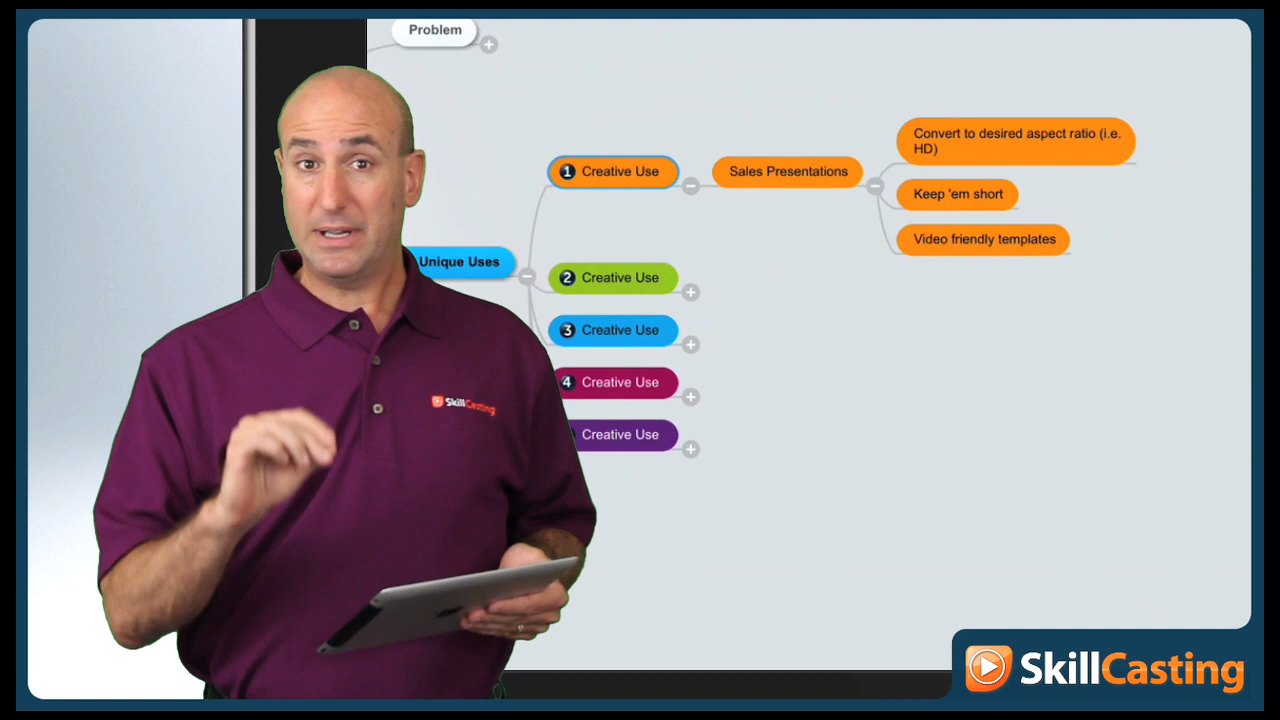 Problem
1 Creative Use
Sales Presentations
Convert to desired aspect ratio (i.e.
HD)
Keep 'em short
Video friendly templates
Unique Uses
2 Creative Use
3 Creative Use
4 Creative Use
Creative Use
SkillCasting
SkillCasting